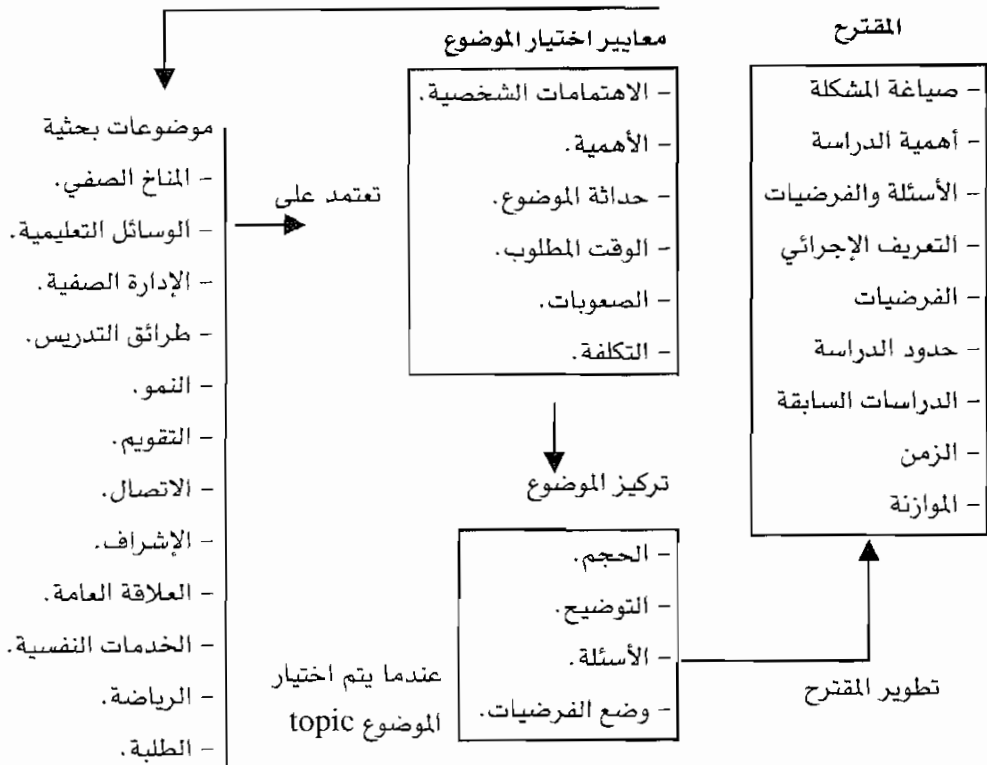 المقترح
- صياغة المشكلة
- أهمية الدراسة
- الأسئلة والفرضيات
- التعريف الإجرائي
- الفرضيات
- حدود الدراسة
- الدراسات السابقة
- الزمن
- الموازنة
معايير اختيار الموضوع
- الاهتمامات الشخصية.
- الأهمية.
- حداثة الموضوع.
- الوقت المطلوب.
- الصعوبات.
- التكلفة.
تعتمد على
موضوعات بحثية
- المناخ الصفي.
- الوسائل التعليمية.
- الإدارة الصفية.
- طرائق التدريس.
- النمو.
- التقويم.
- الاتصال.
- الإشراف.
- العلاقة العامة.
- الخدمات النفسية.
- الرياضة.
- الطلبة.
تركيز الموضوع
- الحجم.
- التوضيح.
- الأسئلة.
- وضع الفرضيات.
عندما يتم اختيار
الموضوع topic
تطوير المقترح